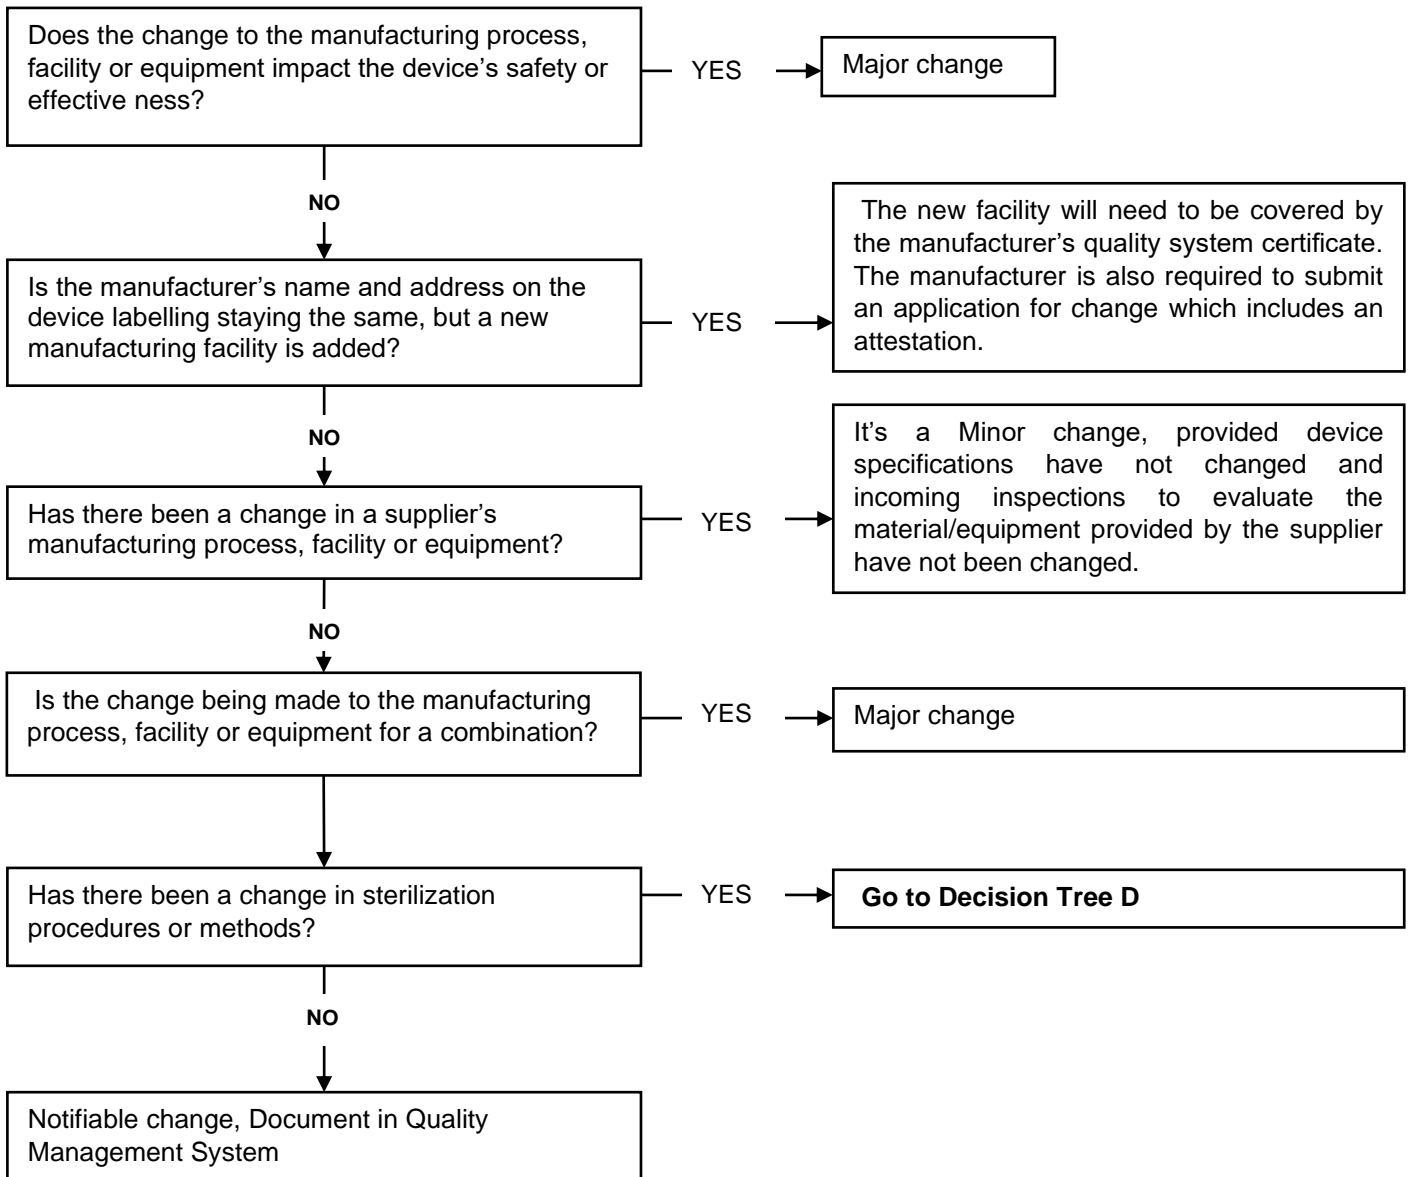 Does the change to the manufacturing process,
facility or equipment impact the device's safety or
effective ness?
YES
Major change
NO
Is the manufacturer's name and address on the
device labelling staying the same, but a new
manufacturing facility is added?
YES
The new facility will need to be covered by
the manufacturer's quality system certificate.
The manufacturer is also required to submit
an application for change which includes an
attestation.
NO
Has there been a change in a supplier's
manufacturing process, facility or equipment?
YES
It's a Minor change, provided device
specifications have not changed and
incoming inspections to evaluate the
material/equipment provided by the supplier
have not been changed.
NO
Is the change being made to the manufacturing
process, facility or equipment for a combination?
YES
Major change
Has there been a change in sterilization
procedures or methods?
YES
Go to Decision Tree D
NO
Notifiable change, Document in Quality
Management System